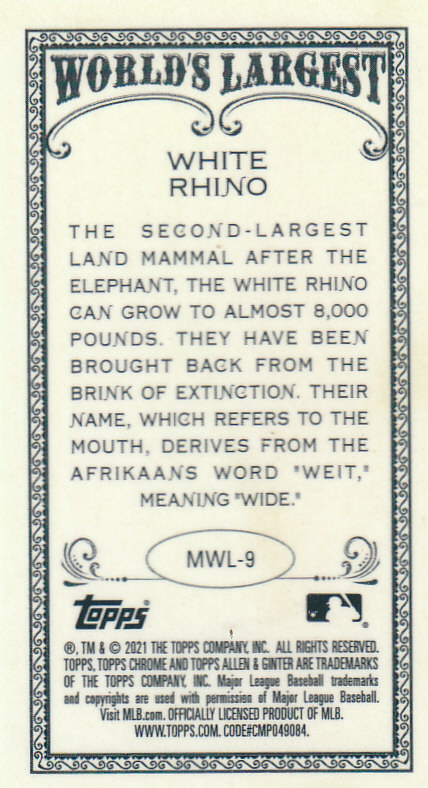 WORLD'S LARGEST
WHITE
RHINO
THE SECOND-LARGEST
LAND MAMMAL AFTER THE
ELEPHANT, THE WHITE RHINO
CAN GROW TO ALMOST 8,000
POUNDS. THEY HAVE BEEN
BROUGHT BACK FROM THE
BRINK OF EXTINCTION. THEIR
NAME, WHICH REFERS TO THE
MOUTH, DERIVES FROM THE
AFRIKAANS WORD "WEIT,"
MEANING "WIDE."
MWL-9
TOPPS®
®, TM & © 2021 THE TOPPS COMPANY, INC. ALL RIGHTS RESERVED.
TOPPS, TOPPS CHROME AND TOPPS ALLEN & GINTER ARE TRADEMARKS
OF THE TOPPS COMPANY, INC. Major League Baseball trademarks
and copyrights are used with permission of Major League Baseball.
Visit MLB.com. OFFICIALLY LICENSED PRODUCT OF MLB.
WWW.TOPPS.COM. CODE#CMP049084.